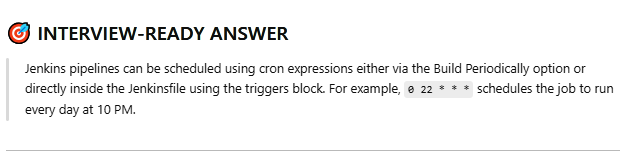 🎯 INTERVIEW-READY ANSWER
Jenkins pipelines can be scheduled using cron expressions either via the Build Periodically option or
directly inside the Jenkinsfile using the triggers block. For example, 0 22 * * * schedules the job to run
every day at 10 PM.